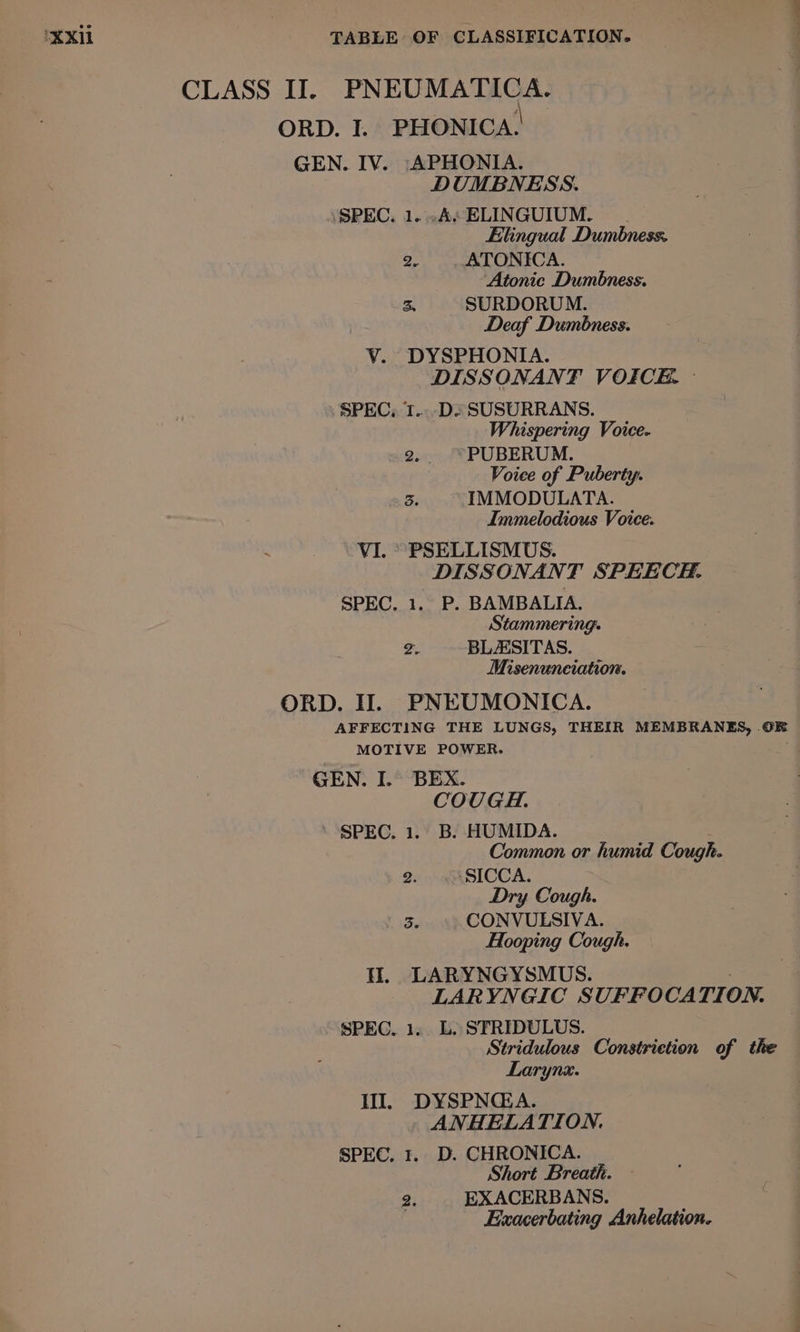 xxii TABLE OF CLASSIFICATION.
CLASS II. PNEUMATICA.
ORD. I. PHONICA.
GEN. IV. APHONIA.
DUMBNESS.
SPEC. 1. A. ELINGUIUM.
Elingual Dumbness.
2. ATONICA.
Atonic Dumbness.
3. SURDORUM.
Deaf Dumbness.
V. DYSPHONIA.
DISSONANT VOICE.
SPEC. 1. D. SUSURRANS.
Whispering Voice.
2. PUBERUM.
Voice of Puberty.
3. IMMODULATA.
Immelodious Voice.
VI. PSELLISMUS.
DISSONANT SPEECH.
SPEC. 1. P. BAMBALIA.
Stammering.
2. BLÆSITAS.
Misenunciation.
ORD. II. PNEUMONICA.
AFFECTING THE LUNGS, THEIR MEMBRANES, OR
MOTIVE POWER.
GEN. I. BEX.
COUGH.
SPEC. 1. B. HUMIDA.
Common or humid Cough.
2. SICCA.
Dry Cough.
3. CONVULSIVA.
Hooping Cough.
II. LARYNGYSMUS.
LARYNGIC SUFFOCATION.
SPEC. 1. L. STRIDULUS.
Stridulous Constriction of the
Larynx.
III. DYSPNŒA.
ANHELATION.
SPEC. 1. D. CHRONICA.
Short Breath.
2. EXACERBANS.
Exacerbating Anhelation.